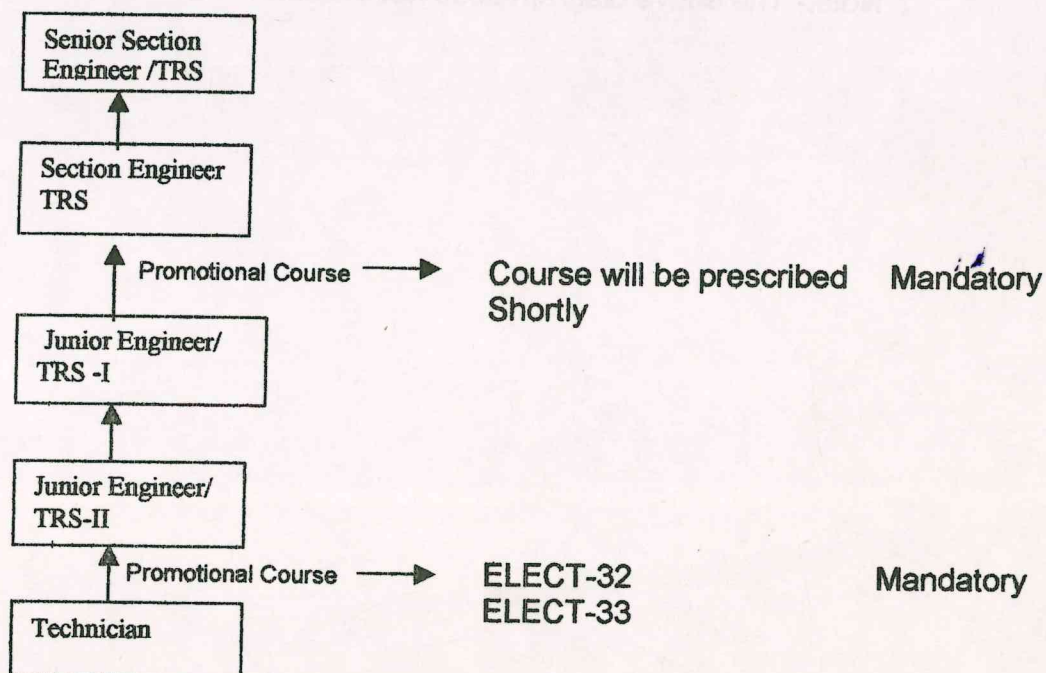 Senior Section
Engineer /TRS
Section Engineer
TRS
Promotional Course
Course will be prescribed
Shortly
Mandatory
Junior Engineer/
TRS -I
Junior Engineer/
TRS-II
Promotional Course
ELECT-32
ELECT-33
Mandatory
Technician